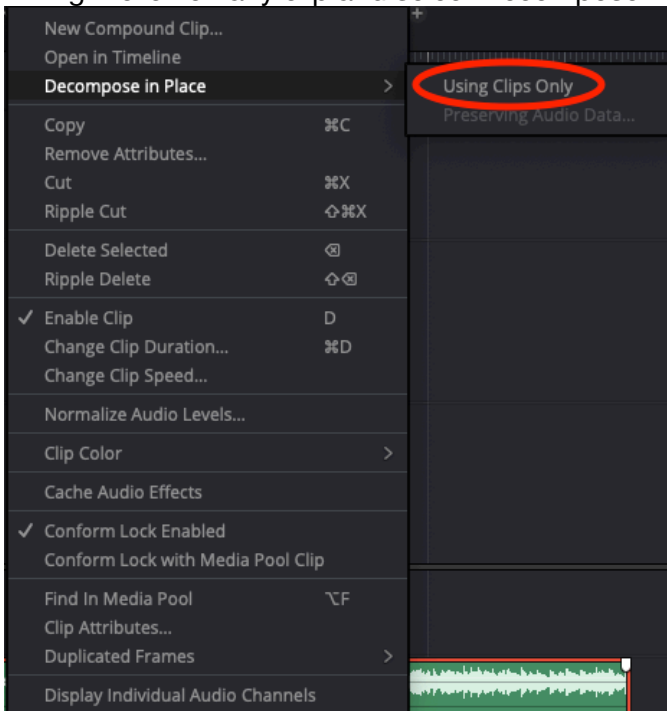 New Compound Clip...
Open in Timeline
Decompose in Place >
Using Clips Only
Preserving Audio Data...
Copy ⌘C
Remove Attributes...
Cut ⌘X
Ripple Cut ⇧⌘X
Delete Selected ⌫
Ripple Delete ⇧⌫
✓ Enable Clip D
Change Clip Duration... ⌘D
Change Clip Speed...
Normalize Audio Levels...
Clip Color >
Cache Audio Effects
✓ Conform Lock Enabled
Conform Lock with Media Pool Clip
Find In Media Pool ⌥F
Clip Attributes...
Duplicated Frames >
Display Individual Audio Channels